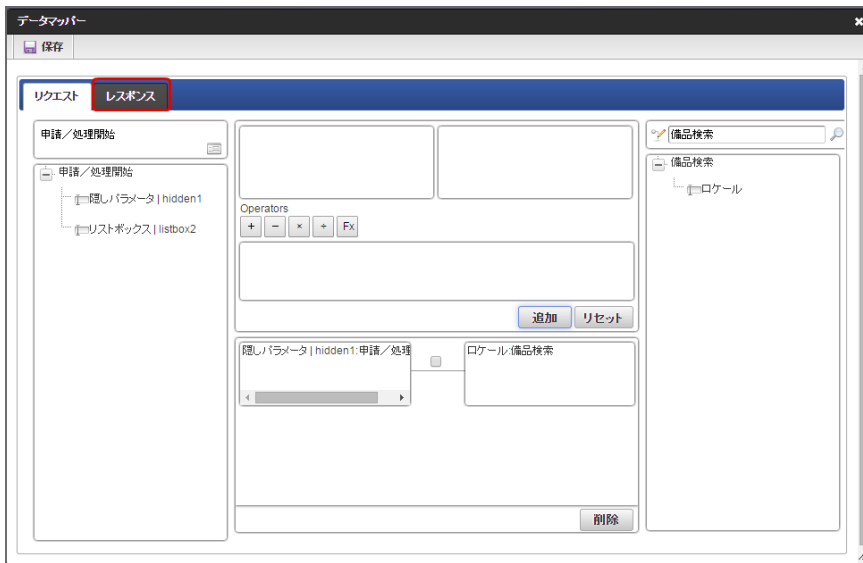 データマッパー
保存
リクエスト
レスポンス
申請／処理開始
申請／処理開始
隠しパラメータ | hidden1
リストボックス | listbox2
Operators
+ − × ÷ Fx
追加
リセット
隠しパラメータ | hidden1:申請／処理
ロケール:備品検索
削除
備品検索
備品検索
ロケール